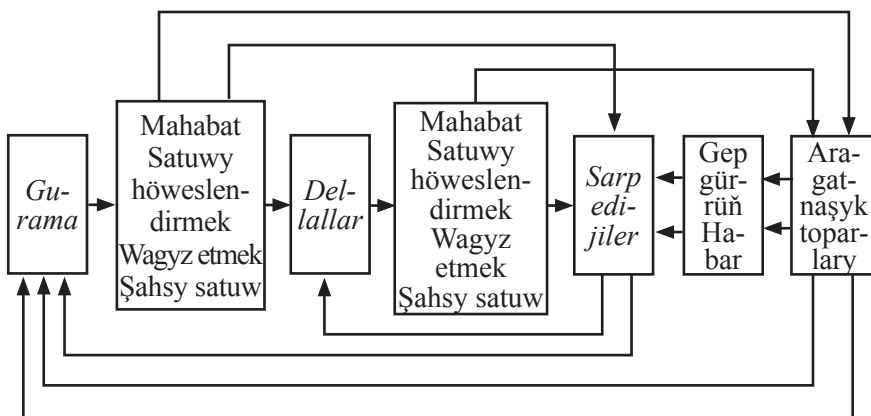 Gu-
rama
Mahabat
Satuwy
höweslen-
dirmek
Wagyz etmek
Şahsy satuw
Del-
lallar
Mahabat
Satuwy
höweslen-
dirmek
Wagyz
etmek
Şahsy satuw
Sarp
edi-
jiler
Gep
gür-
rüň
Ha-
bar
Ara-
gat-
naşyk
topar-
lary